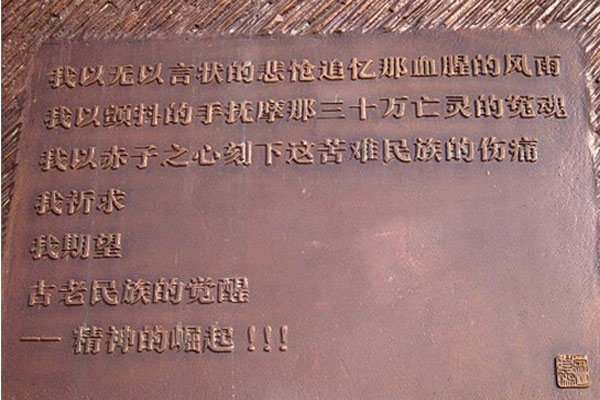 我以无以言状的悲怆追忆那血腥的风雨
我以颤抖的手抚摩那三十万亡灵的冤魂
我以赤子之心刻下这苦难民族的伤痛
我祈求
我期望
古老民族的觉醒
——精神的崛起!!!